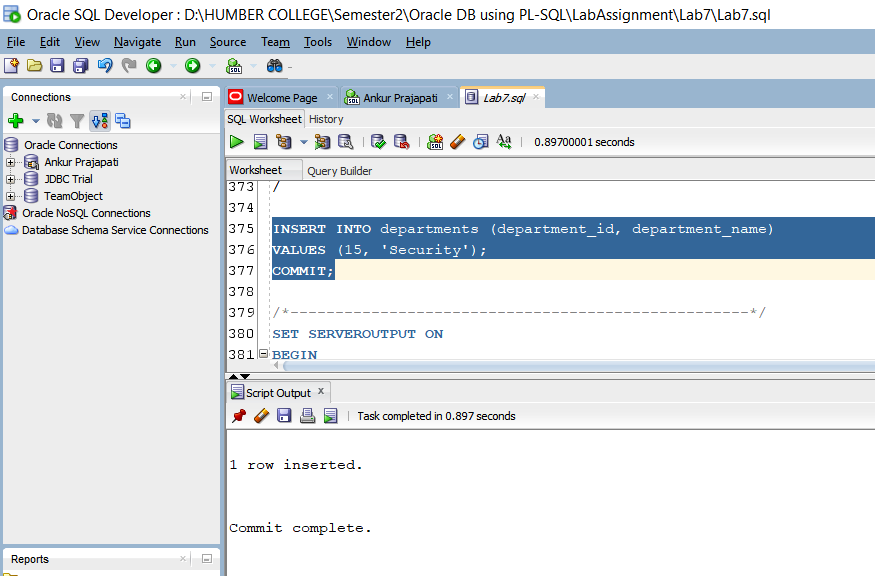 Oracle SQL Developer : D:\HUMBER COLLEGE\Semester2\Oracle DB using PL-SQL\LabAssignment\Lab7\Lab7.sql
File Edit View Navigate Run Source Team Tools Window Help
Connections
Welcome Page
Ankur Prajapati
Lab7.sql
SQL Worksheet History
0.89700001 seconds
Oracle Connections
Ankur Prajapati
JDBC Trial
TeamObject
Oracle NoSQL Connections
Database Schema Service Connections
Worksheet Query Builder
373 /
374
375 INSERT INTO departments (department_id, department_name)
376 VALUES (15, 'Security');
377 COMMIT;
378
379 /*---------------------------------------------------*/
380 SET SERVEROUTPUT ON
381 BEGIN
Script Output
Task completed in 0.897 seconds
1 row inserted.
Commit complete.
Reports